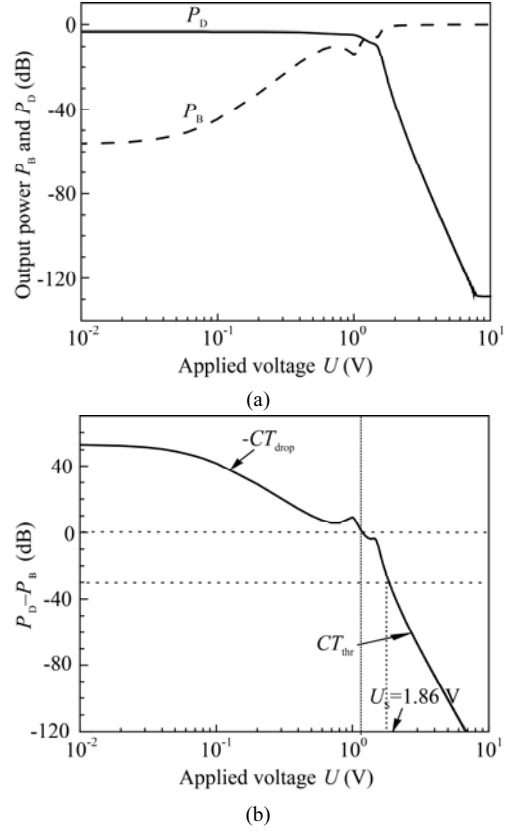 P_D
P_B
0
-40
-80
-120
Output power P_B and P_D (dB)
10^-2 10^-1 10^0 10^1
Applied voltage U (V)
(a)
-CT_drop
40
0
-40
-80
-120
P_D—P_B (dB)
CT_thr
U_S=1.86 V
10^-2 10^-1 10^0 10^1
Applied voltage U (V)
(b)